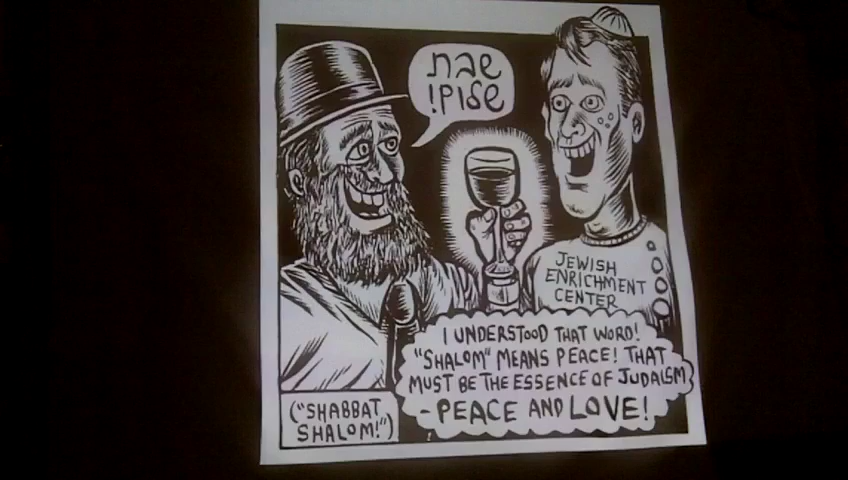 שבת
שלום!
JEWISH
ENRICHMENT
CENTER
I UNDERSTOOD THAT WORD!
"SHALOM" MEANS PEACE! THAT
MUST BE THE ESSENCE OF JUDAISM
- PEACE AND LOVE!
("SHABBAT
SHALOM!")